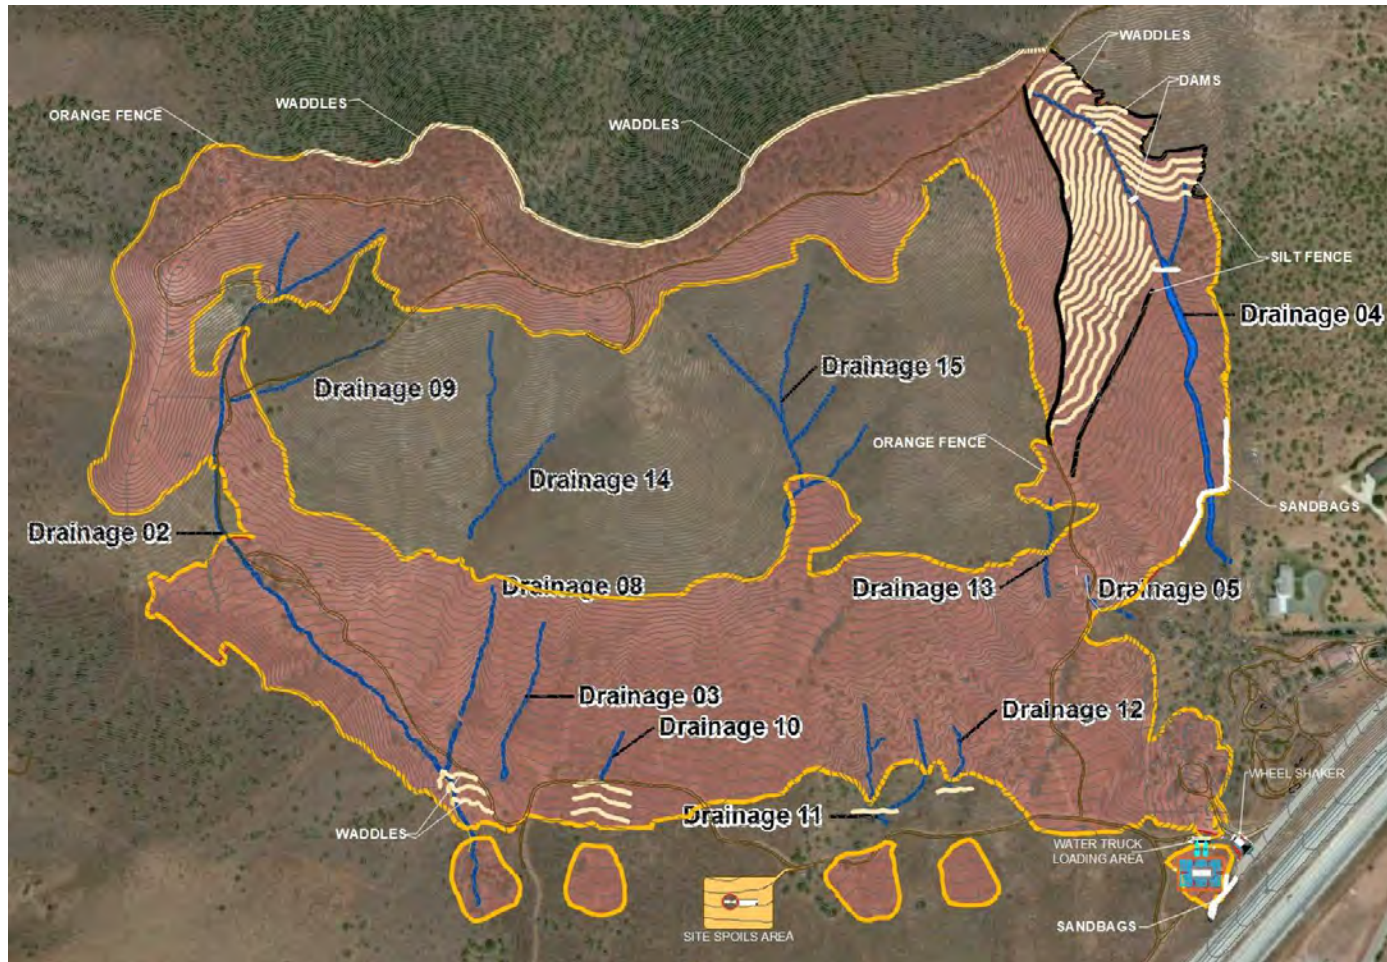 WADDLES
DAMS
WADDLES
ORANGE FENCE
WADDLES
SILT FENCE
Drainage 04
Drainage 15
Drainage 09
ORANGE FENCE
Drainage 14
SANDBAGS
Drainage 02
Drainage 08
Drainage 13
Drainage 05
Drainage 03
Drainage 12
Drainage 10
WHEEL SHAKER
Drainage 11
WADDLES
WATER TRUCK
LOADING AREA
SANDBAGS
SITE SPOILS AREA